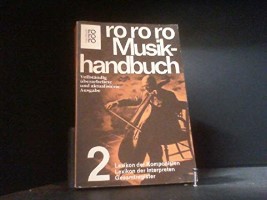 ro
ro
ro
ro ro ro
Musik-
handbuch
Vollständig
überarbeitete
und aktualisierte
Ausgabe
2
Lexikon der Komponisten
Lexikon der Interpreten
Gesamtregister